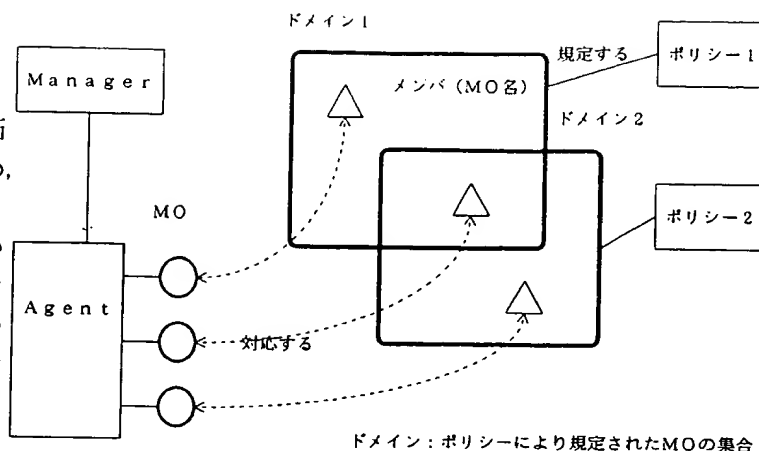 ドメイン1
Manager
メンバ(MO名)
規定する
ポリシー1
ドメイン2
MO
ポリシー2
Agent
対応する
ドメイン:ポリシーにより規定されたMOの集合